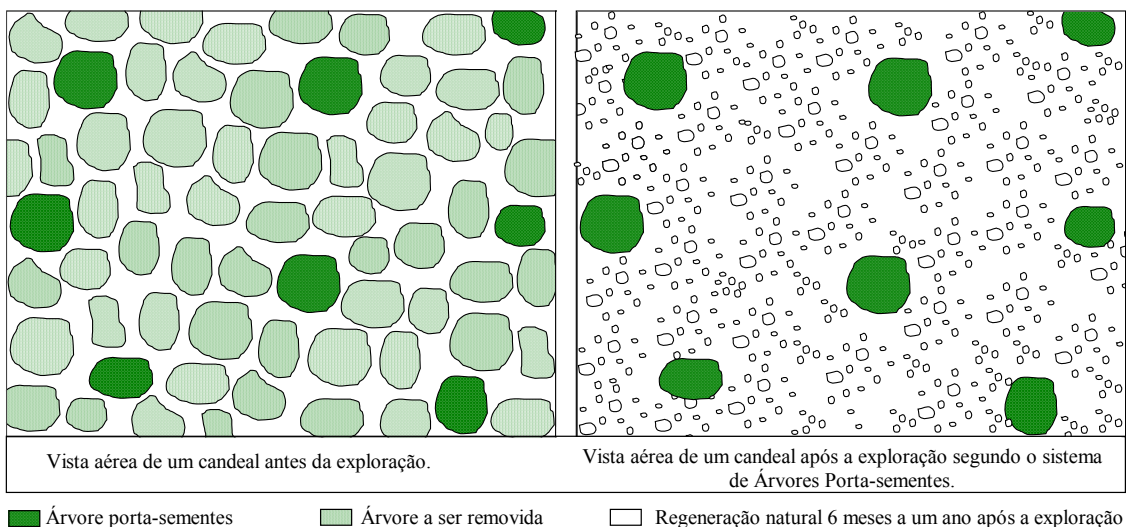 Vista aérea de um candeal antes da exploração.
Vista aérea de um candeal após a exploração segundo o sistema
de Árvores Porta-sementes.
Árvore porta-sementes
Árvore a ser removida
Regeneração natural 6 meses a um ano após a exploração